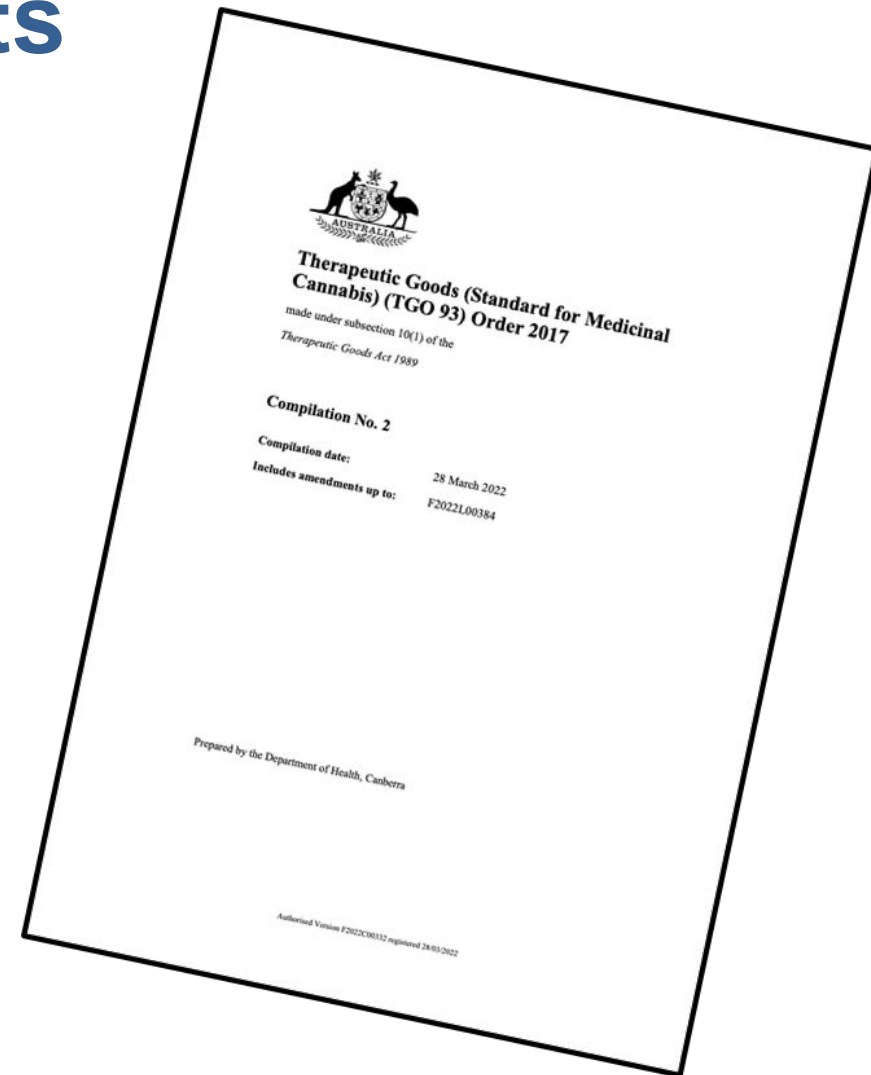 ts
AUSTRALIA
Therapeutic Goods (Standard for Medicinal
Cannabis) (TGO 93) Order 2017
made under subsection 10(1) of the
Therapeutic Goods Act 1989
Compilation No. 2
Compilation date: 28 March 2022
Includes amendments up to: F2022L00384
Prepared by the Department of Health, Canberra
Authorised Version F2022C00332 registered 28/03/2022